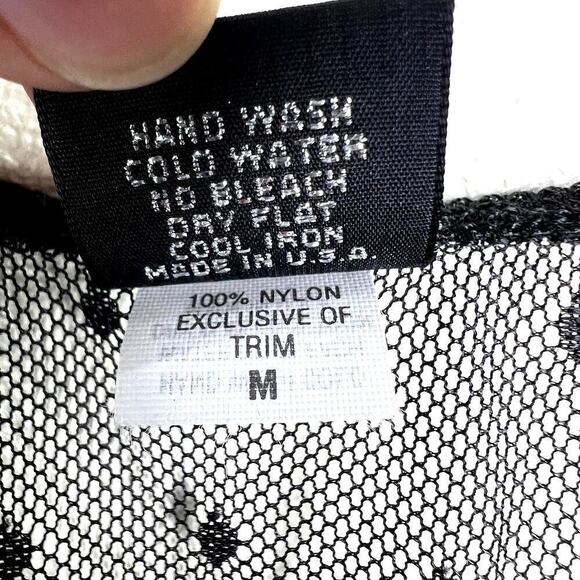 HAND WASH
COLD WATER
NO BLEACH
DRY FLAT
COOL IRON
MADE IN U.S.A.
100% NYLON
EXCLUSIVE OF
TRIM
M